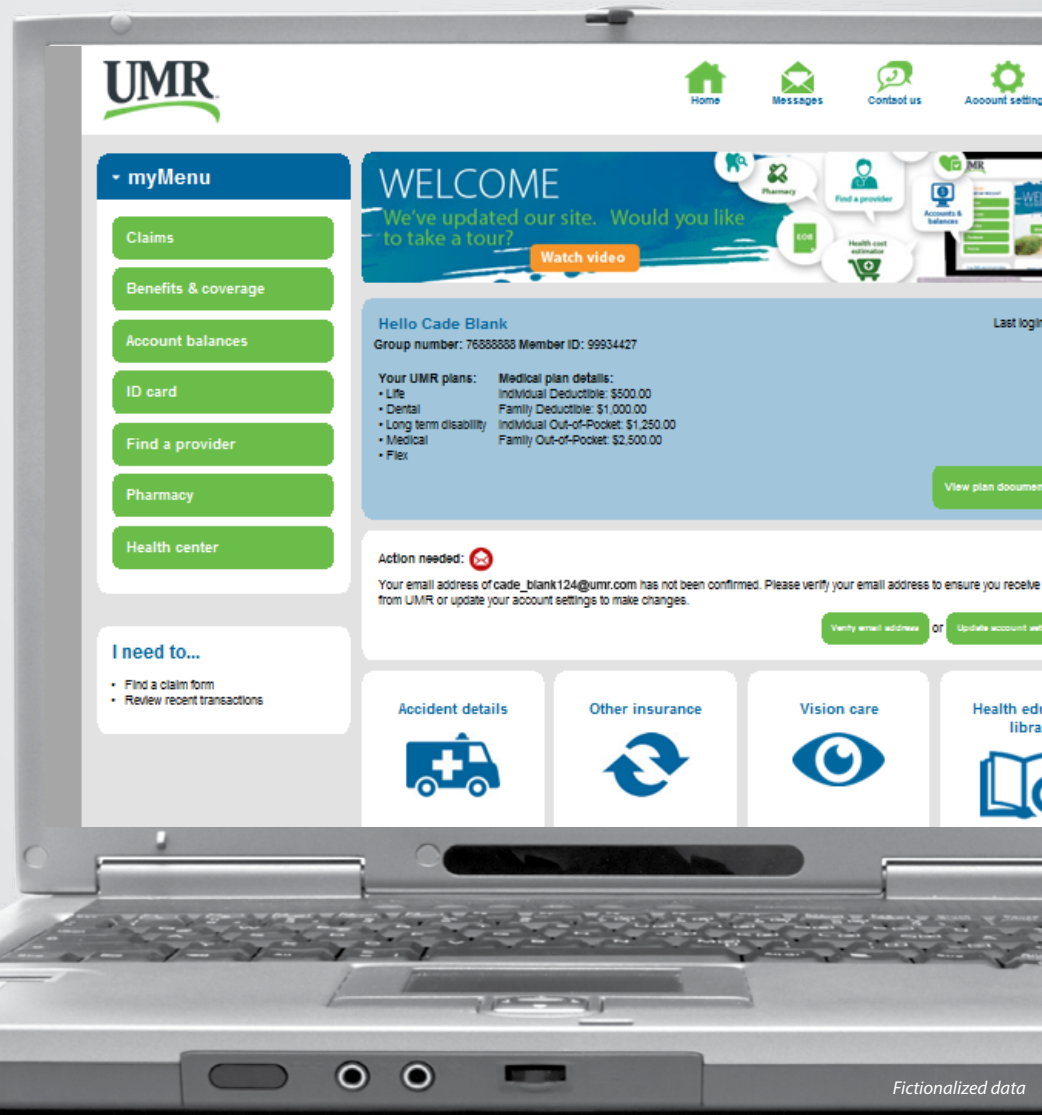 UMR
Home
Messages
Contact us
Account setting
myMenu
Claims
Benefits & coverage
Account balances
ID card
Find a provider
Pharmacy
Health center
I need to...
• Find a claim form
• Review recent transactions
WELCOME
We've updated our site. Would you like
to take a tour?
Watch video
Pharmacy
Find a provider
Accounts &
balances
EOB
Health cost
estimator
UMR
Hello Cade Blank
Last login
Group number: 76888888 Member ID: 99934427
Your UMR plans:
• Life
• Dental
• Long term disability
• Medical
• Flex
Medical plan details:
Individual Deductible: $500.00
Family Deductible: $1,000.00
Individual Out-of-Pocket: $1,250.00
Family Out-of-Pocket: $2,500.00
View plan documen
Action needed:
Your email address of cade_blank124@umr.com has not been confirmed. Please verify your email address to ensure you receive
from UMR or update your account settings to make changes.
Verify email address or Update account set
Accident details
Other insurance
Vision care
Health edu
libra
Fictionalized data